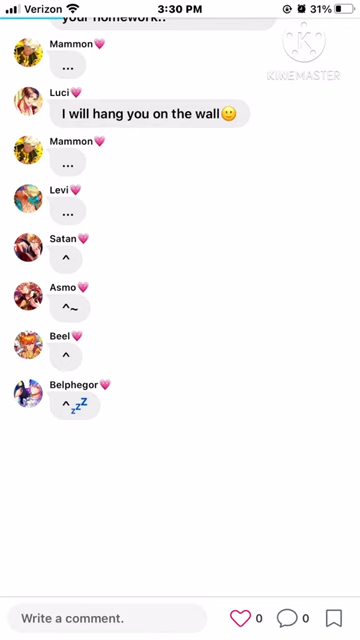 Verizon 3:30 PM 31%
your homework..
KINEMASTER
Mammon💗
...
Luci💗
I will hang you on the wall🙂
Mammon💗
...
Levi💗
...
Satan💗
^
Asmo💗
^~
Beel💗
^
Belphegor💗
^💤
Write a comment. 0 0